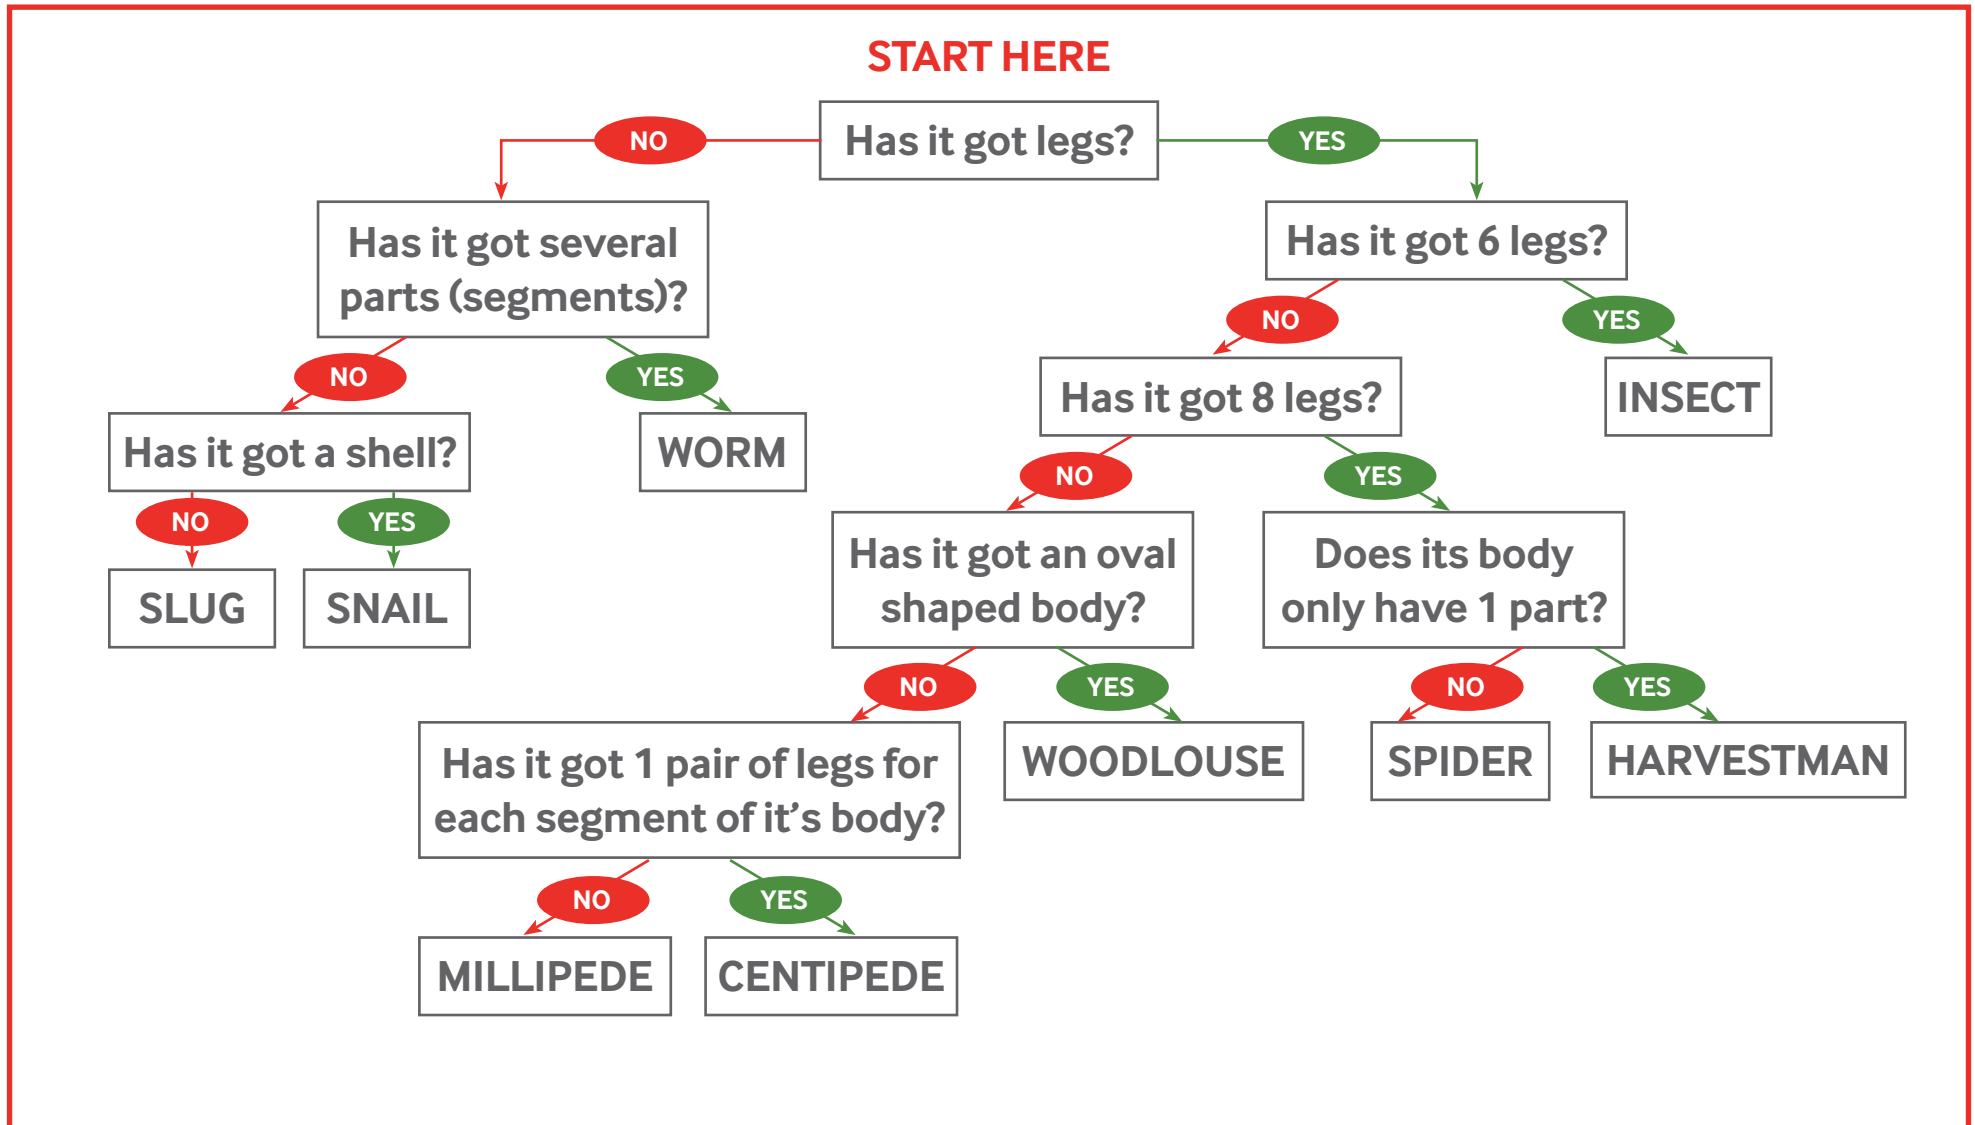 START HERE
Has it got legs?
NO
YES
Has it got several
parts (segments)?
Has it got 6 legs?
NO
YES
NO
YES
Has it got a shell?
WORM
Has it got 8 legs?
INSECT
NO
YES
NO
YES
SLUG
SNAIL
Has it got an oval
shaped body?
Does its body
only have 1 part?
NO
YES
NO
YES
Has it got 1 pair of legs for
each segment of it’s body?
WOODLOUSE
SPIDER
HARVESTMAN
NO
YES
MILLIPEDE
CENTIPEDE